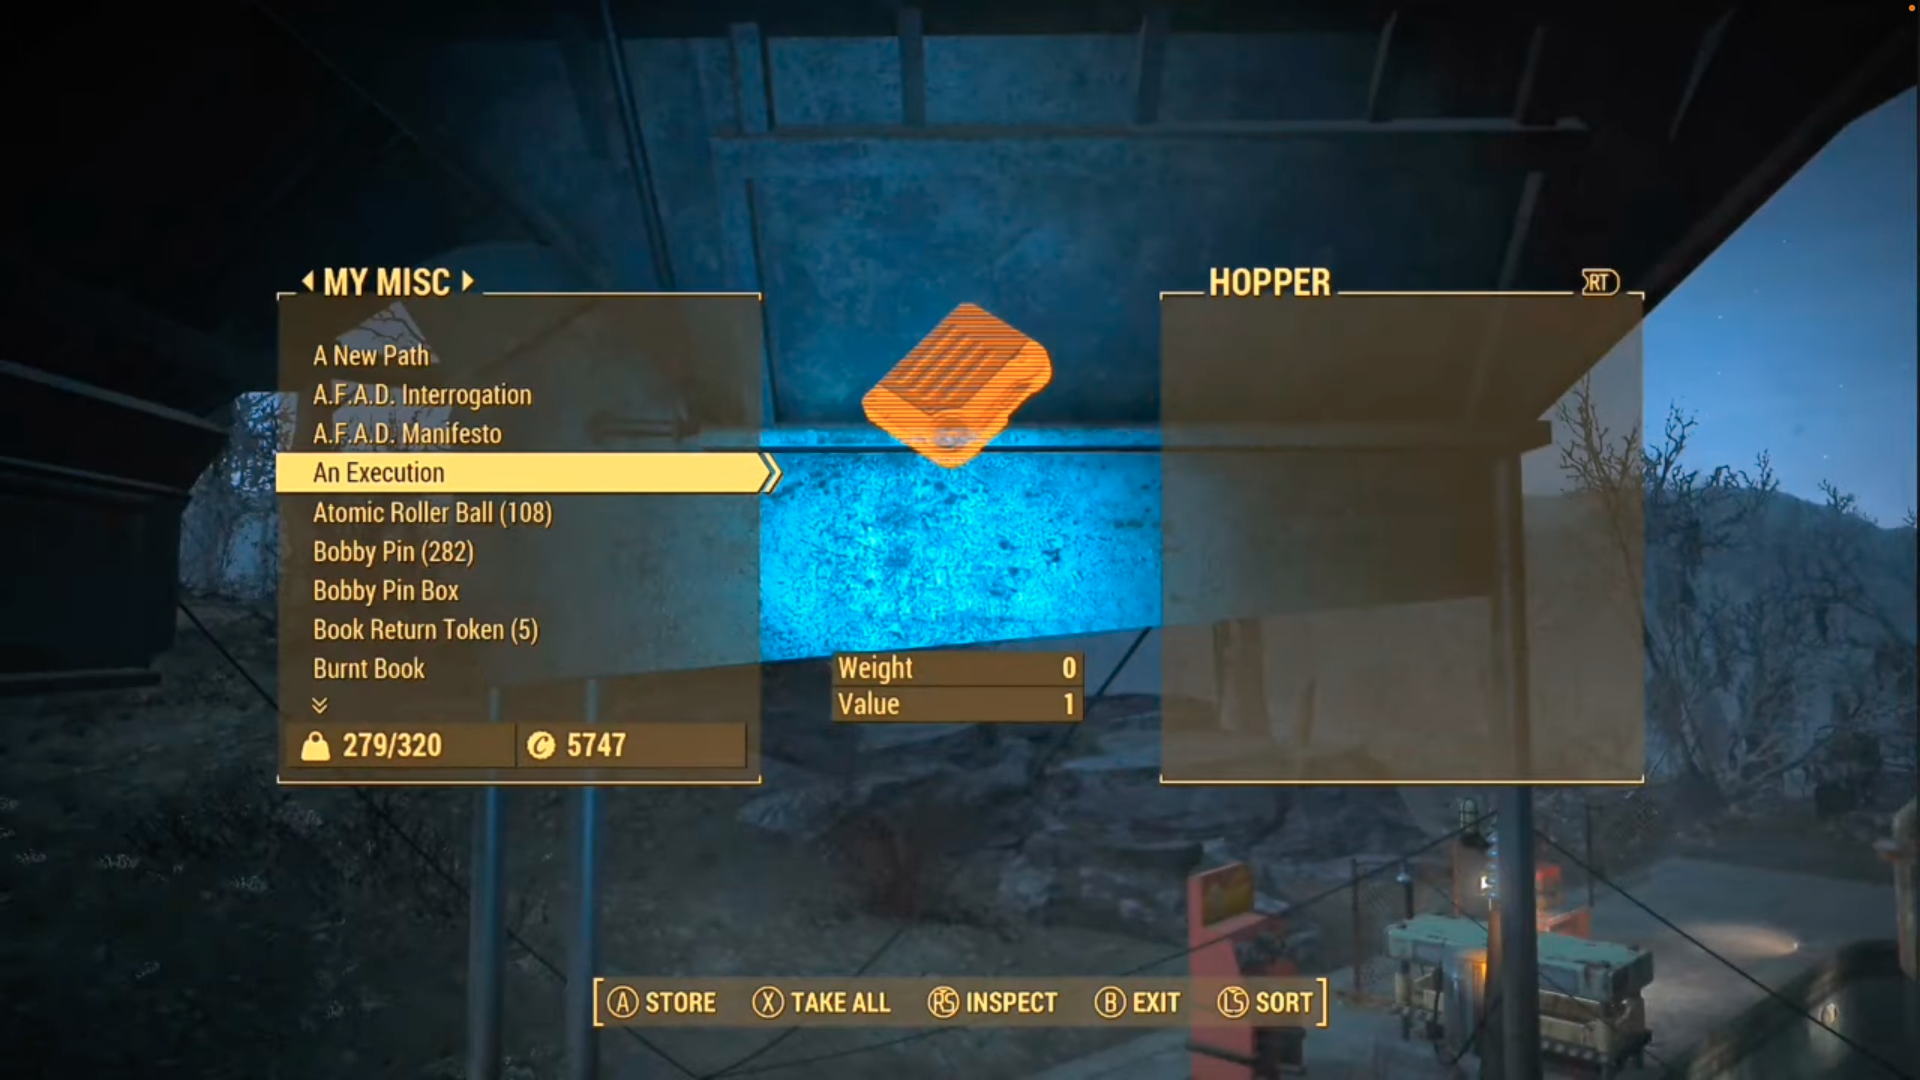 MY MISC
A New Path
A.F.A.D. Interrogation
A.F.A.D. Manifesto
An Execution
Atomic Roller Ball (108)
Bobby Pin (282)
Bobby Pin Box
Book Return Token (5)
Burnt Book
279/320
C 5747
Weight 0
Value 1
HOPPER RT
A STORE X TAKE ALL RS INSPECT B EXIT LS SORT